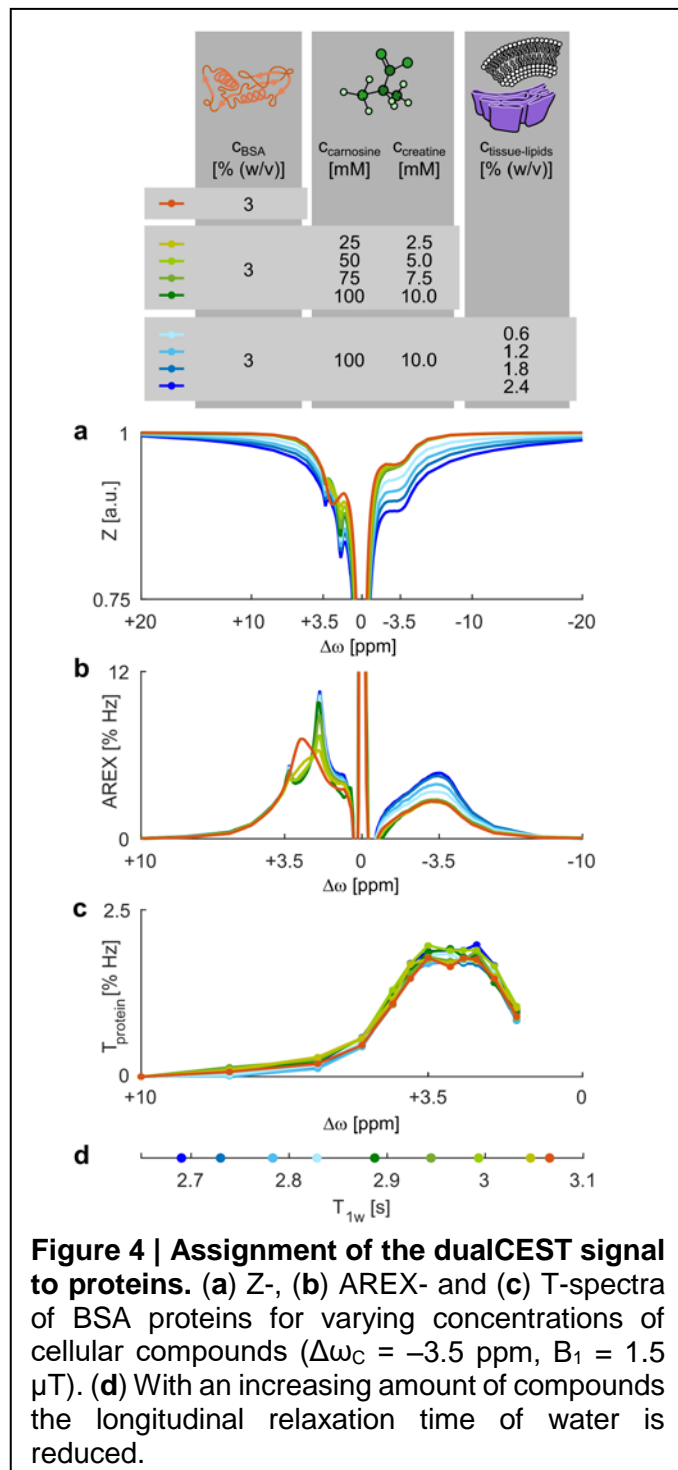 cBSA
[% (w/v)]
ccarnosine
[mM]
ccreatine
[mM]
ctissue-lipids
[% (w/v)]
3
3
25 2.5
50 5.0
75 7.5
100 10.0
3
100 10.0
0.6
1.2
1.8
2.4
a
1
Z [a.u.]
0.75
+20 +10 +3.5 0 -3.5 -10 -20
Δω [ppm]
b
12
AREX [% Hz]
0
+10 +3.5 0 -3.5 -10
Δω [ppm]
c
2.5
Tprotein [% Hz]
0
+10 +3.5 0
Δω [ppm]
d
2.7 2.8 2.9 3 3.1
T1w [s]
Figure 4 | Assignment of the dualCEST signal
to proteins. (a) Z-, (b) AREX- and (c) T-spectra
of BSA proteins for varying concentrations of
cellular compounds (ΔωC = –3.5 ppm, B1 = 1.5
µT). (d) With an increasing amount of compounds
the longitudinal relaxation time of water is
reduced.